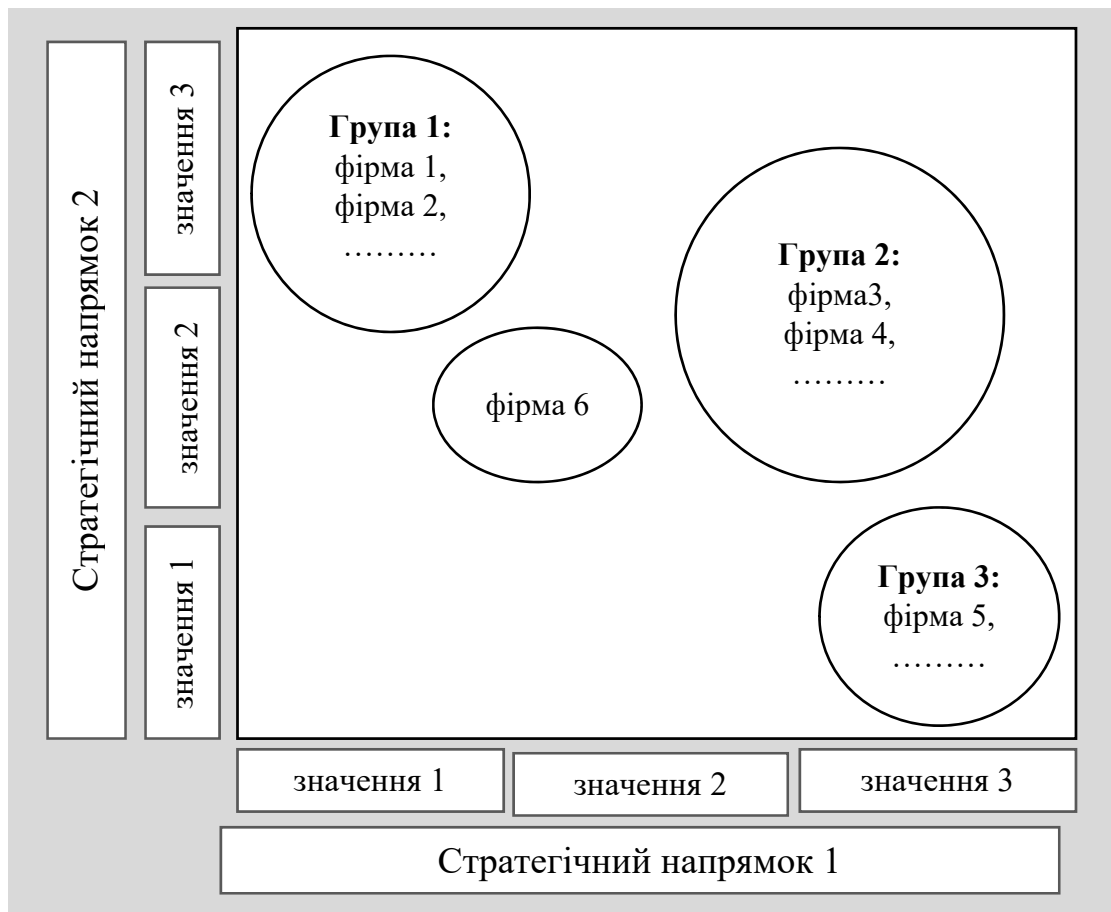 Стратегічний напрямок 2
значення 3
значення 2
значення 1
Група 1:
фірма 1,
фірма 2,
………
Група 2:
фірма3,
фірма 4,
………
фірма 6
Група 3:
фірма 5,
………
значення 1
значення 2
значення 3
Стратегічний напрямок 1